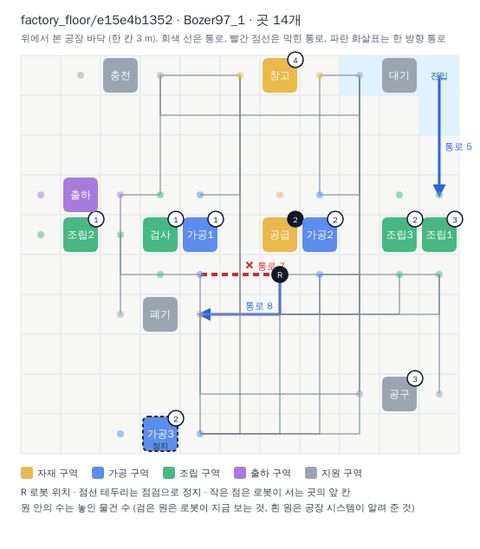 factory_floor/e15e4b1352 · Bozer97_1 · 곳 14개
위에서 본 공장 바닥 (한 칸 3 m). 회색 선은 통로, 빨간 점선은 막힌 통로, 파란 화살표는 한 방향 통로
4
충전 창고 대기
통로 5
출하
1 1 1 2 2 2 3
조립2 검사 가공1 공급 가공2 조립3 조립1
✕ 통로 7
R
통로 8
폐기
3
공구
2
가공3
정지
자재 구역 가공 구역 조립 구역 출하 구역 지원 구역
R 로봇 위치 · 점선 테두리는 점검으로 정지 · 작은 점은 로봇이 서는 곳의 앞 칸
원 안의 수는 놓인 물건 수 (검은 원은 로봇이 지금 보는 것, 흰 원은 공장 시스템이 알려 준 것)